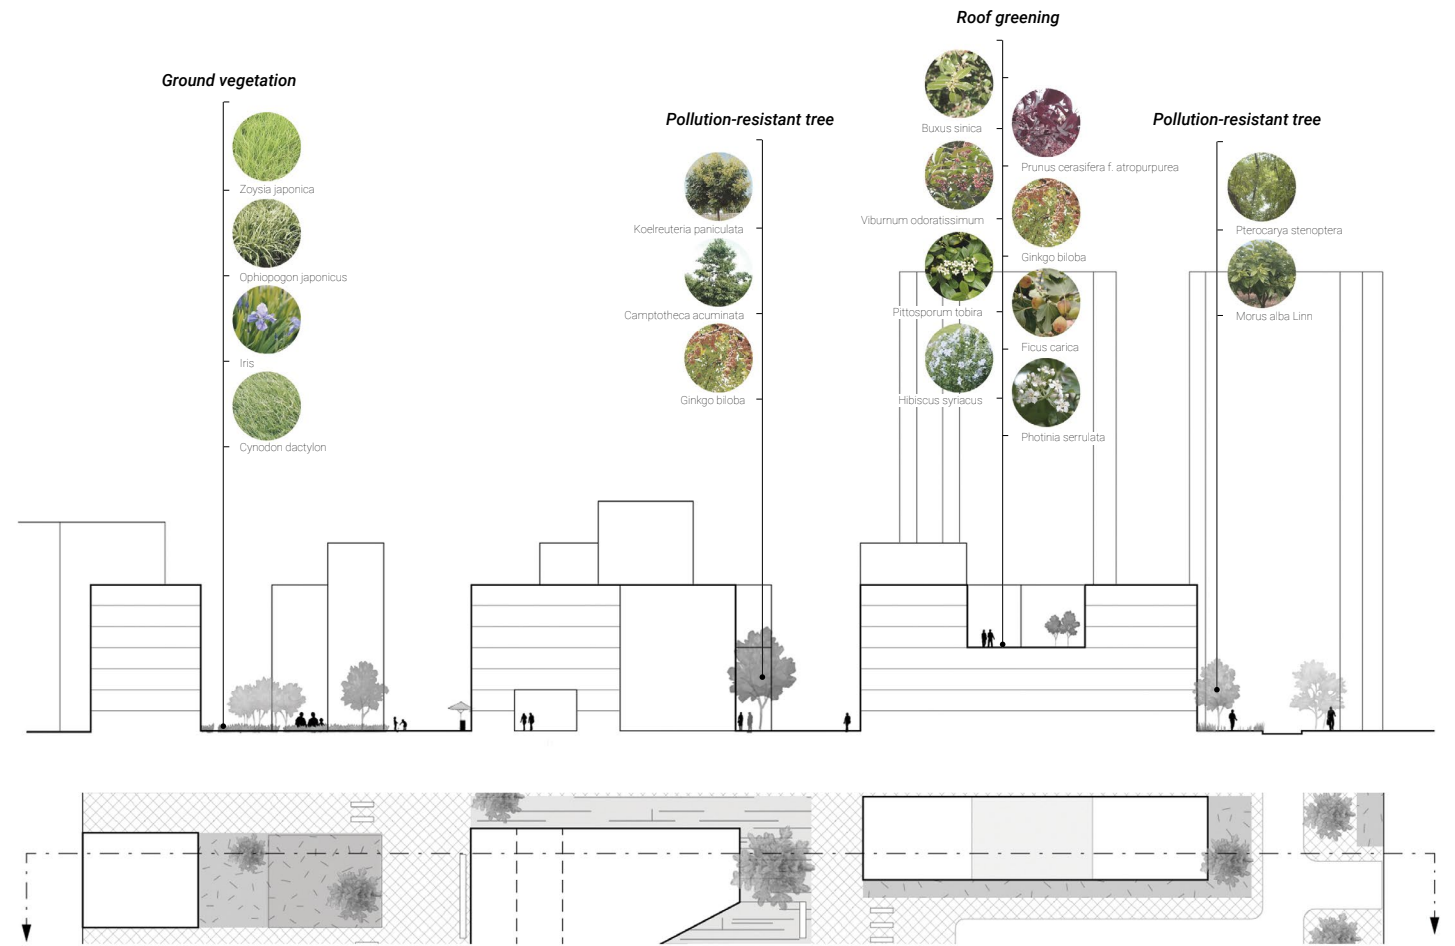 Roof greening
Ground vegetation
Pollution-resistant tree
Pollution-resistant tree
Zoysia japonica
Ophiopogon japonicus
Iris
Cynodon dactylon
Koelreuteria paniculata
Camptotheca acuminata
Ginkgo biloba
Buxus sinica
Prunus cerasifera f. atropurpurea
Viburnum odoratissimum
Ginkgo biloba
Pittosporum tobira
Ficus carica
Hibiscus syriacus
Photinia serrulata
Pterocarya stenoptera
Morus alba Linn